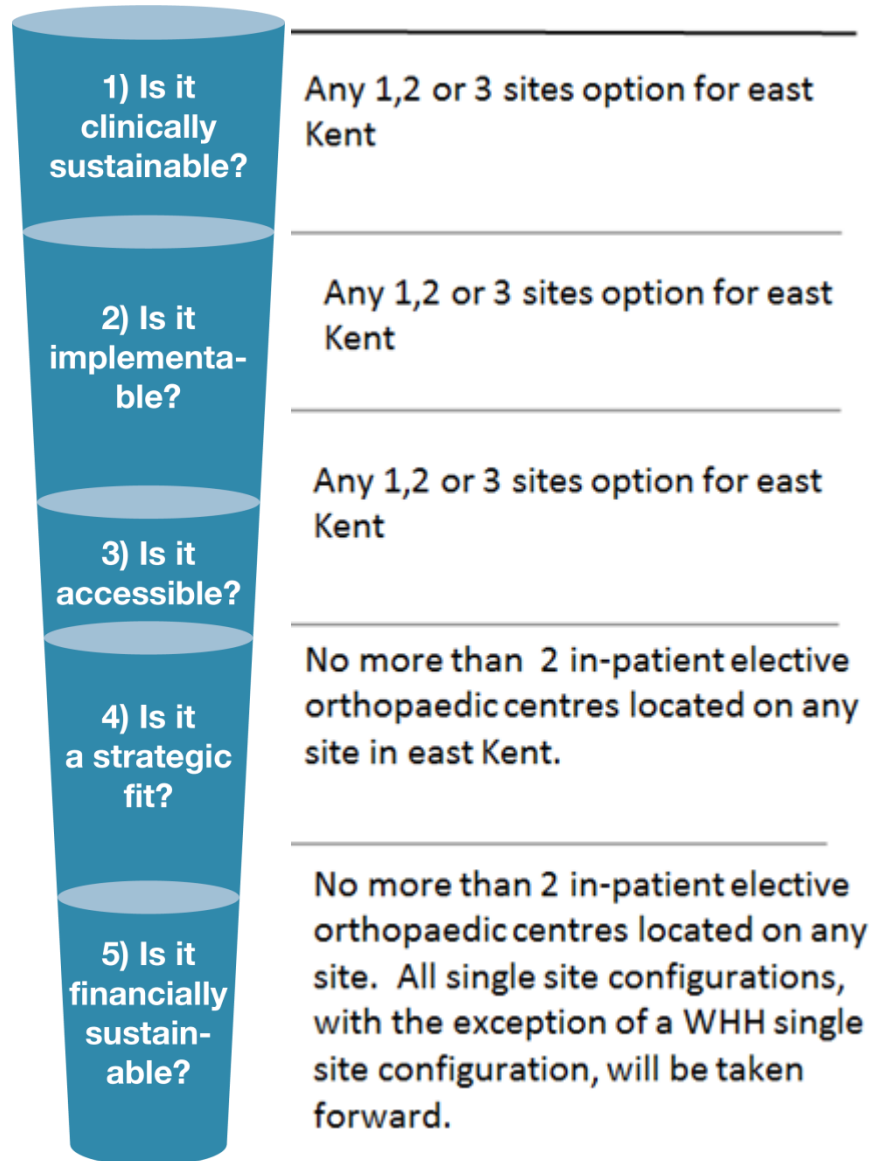 1) Is it
clinically
sustainable?
Any 1,2 or 3 sites option for east
Kent
2) Is it
implementa-
ble?
Any 1,2 or 3 sites option for east
Kent
3) Is it
accessible?
Any 1,2 or 3 sites option for east
Kent
4) Is it
a strategic
fit?
No more than 2 in-patient elective
orthopaedic centres located on any
site in east Kent.
5) Is it
financially
sustain-
able?
No more than 2 in-patient elective
orthopaedic centres located on any
site. All single site configurations,
with the exception of a WHH single
site configuration, will be taken
forward.